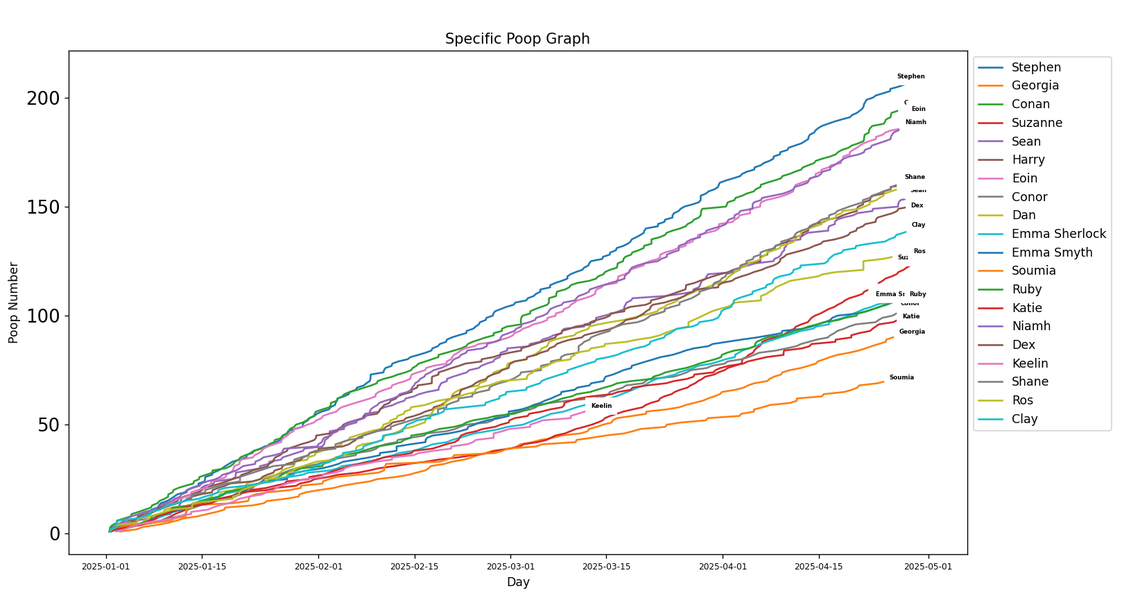 Specific Poop Graph
Poop Number
200
150
100
50
0
Stephen
Eoin
Niamh
Shane
Dex
Clay
Ros
Ruby
Katie
Georgia
Soumia
Keelin
2025-01-01
2025-01-15
2025-02-01
2025-02-15
2025-03-01
2025-03-15
2025-04-01
2025-04-15
2025-05-01
Day
Stephen
Georgia
Conan
Suzanne
Sean
Harry
Eoin
Conor
Dan
Emma Sherlock
Emma Smyth
Soumia
Ruby
Katie
Niamh
Dex
Keelin
Shane
Ros
Clay